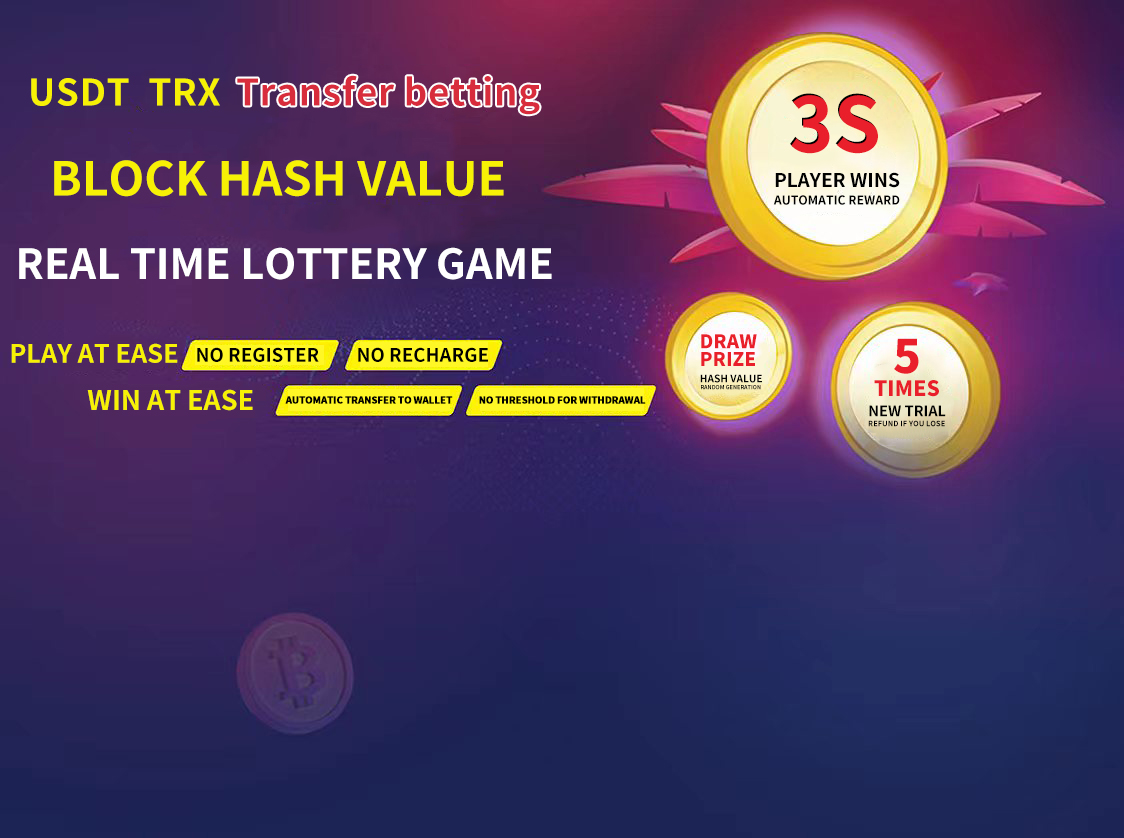 USDT TRX Transfer betting
BLOCK HASH VALUE
REAL TIME LOTTERY GAME
PLAY AT EASE NO REGISTER NO RECHARGE
WIN AT EASE AUTOMATIC TRANSFER TO WALLET NO THRESHOLD FOR WITHDRAWAL
3S
PLAYER WINS
AUTOMATIC REWARD
DRAW
PRIZE
HASH VALUE
RANDOM GENERATION
5
TIMES
NEW TRIAL
REFUND IF YOU LOSE